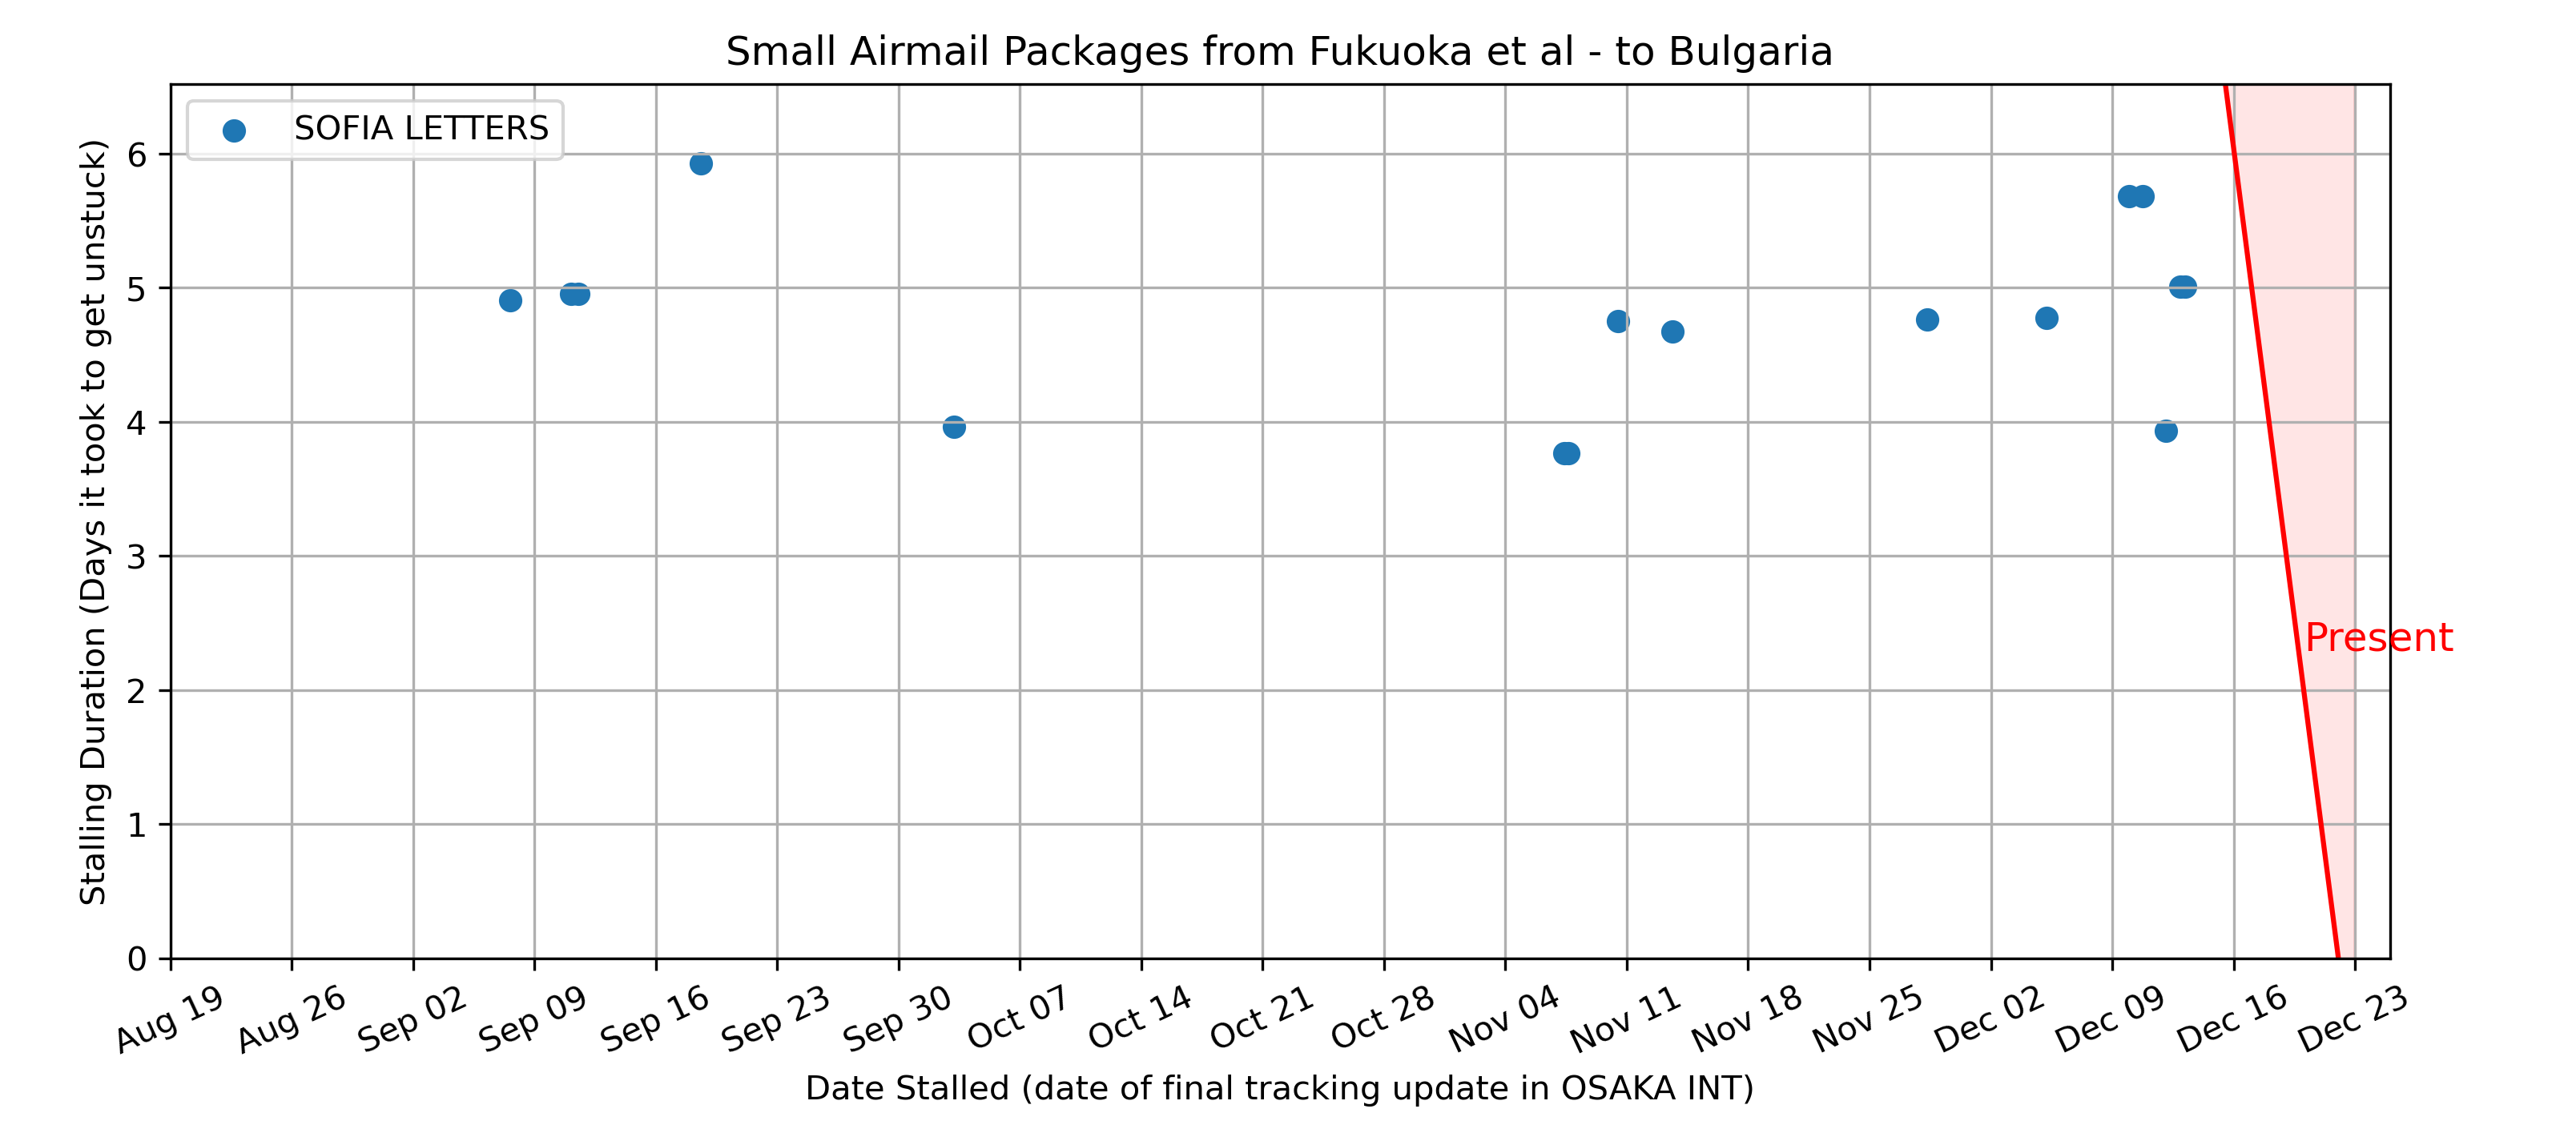 Small Airmail Packages from Fukuoka et al - to Bulgaria
SOFIA LETTERS
Stalling Duration (Days it took to get unstuck)
6
5
4
3
2
1
0
Present
Aug 19
Aug 26
Sep 02
Sep 09
Sep 16
Sep 23
Sep 30
Oct 07
Oct 14
Oct 21
Oct 28
Nov 04
Nov 11
Nov 18
Nov 25
Dec 02
Dec 09
Dec 16
Dec 23
Date Stalled (date of final tracking update in OSAKA INT)